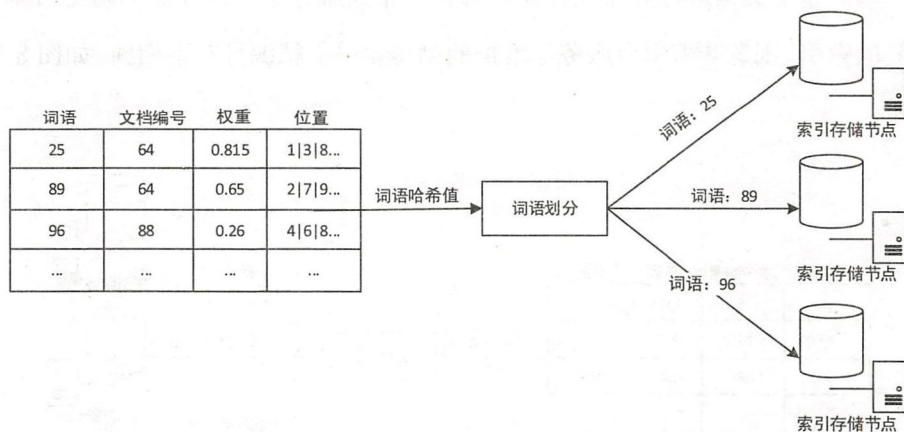 词语 文档编号 权重 位置
25 64 0.815 1|3|8...
89 64 0.65 2|7|9...
96 88 0.26 4|6|8...
... ... ... ...
词语哈希值
词语划分
词语：25
词语：89
词语：96
索引存储节点
索引存储节点
索引存储节点